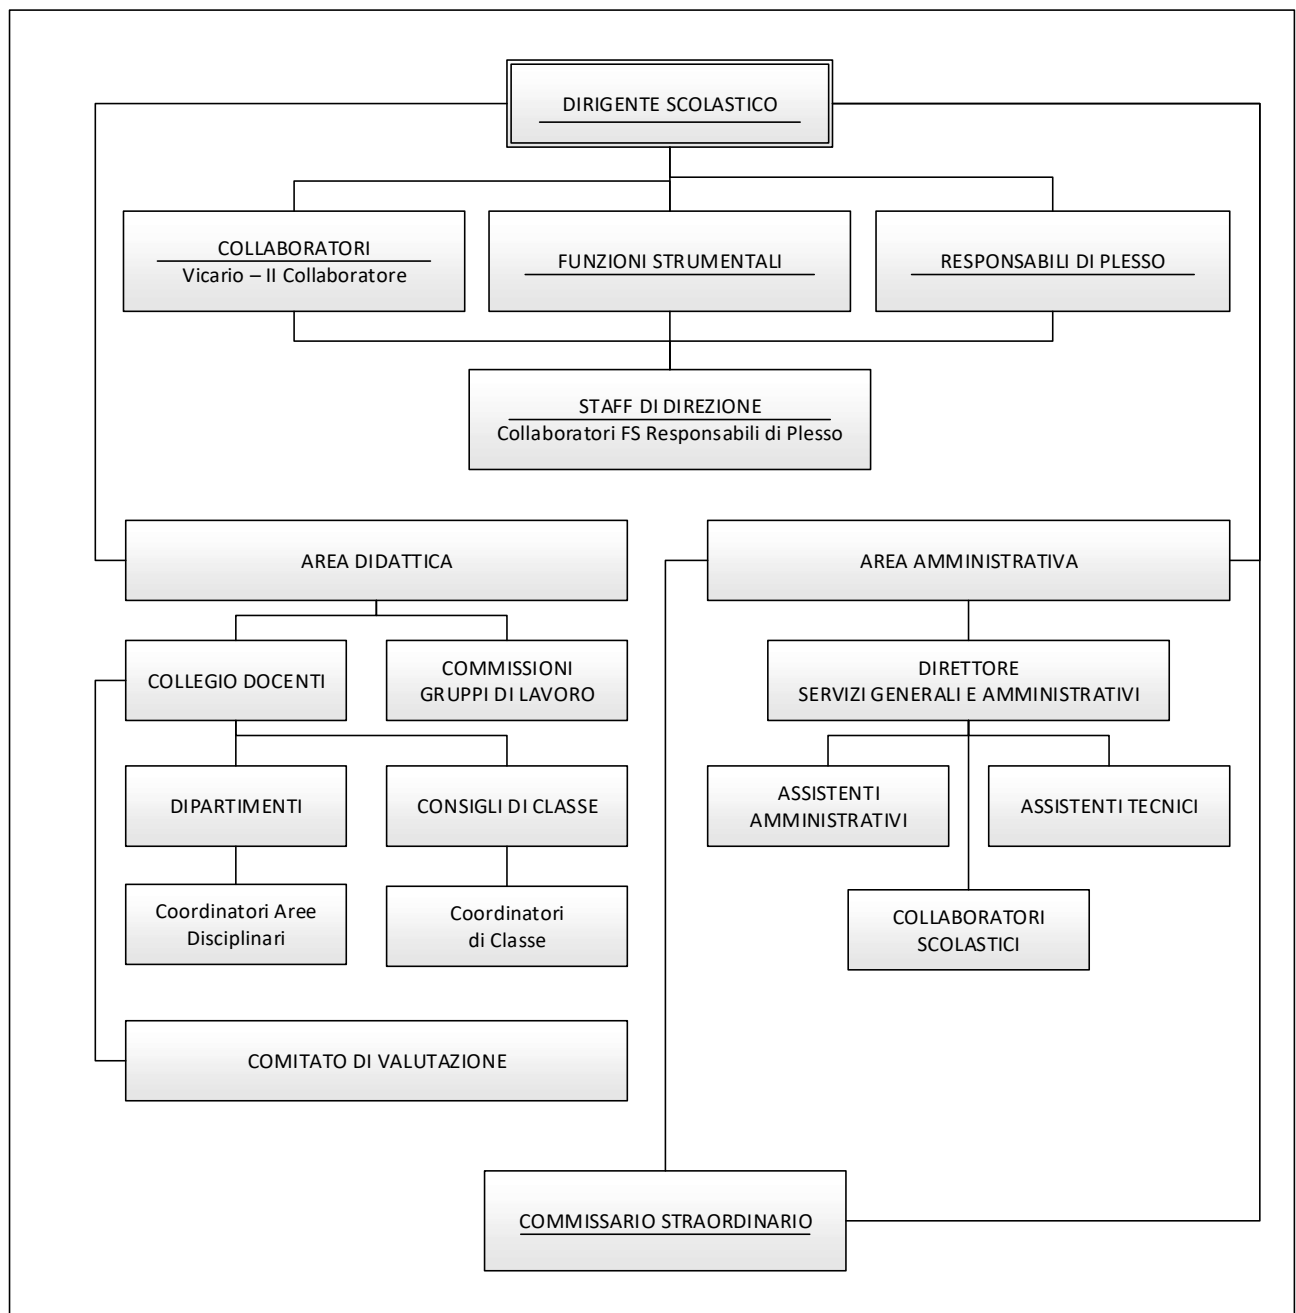 DIRIGENTE SCOLASTICO
COLLABORATORI
Vicario – II Collaboratore
FUNZIONI STRUMENTALI
RESPONSABILI DI PLESSO
STAFF DI DIREZIONE
Collaboratori FS Responsabili di Plesso
AREA DIDATTICA
AREA AMMINISTRATIVA
COLLEGIO DOCENTI
COMMISSIONI
GRUPPI DI LAVORO
DIRETTORE
SERVIZI GENERALI E AMMINISTRATIVI
DIPARTIMENTI
CONSIGLI DI CLASSE
ASSISTENTI
AMMINISTRATIVI
ASSISTENTI TECNICI
Coordinatori Aree
Disciplinari
Coordinatori
di Classe
COLLABORATORI
SCOLASTICI
COMITATO DI VALUTAZIONE
COMMISSARIO STRAORDINARIO